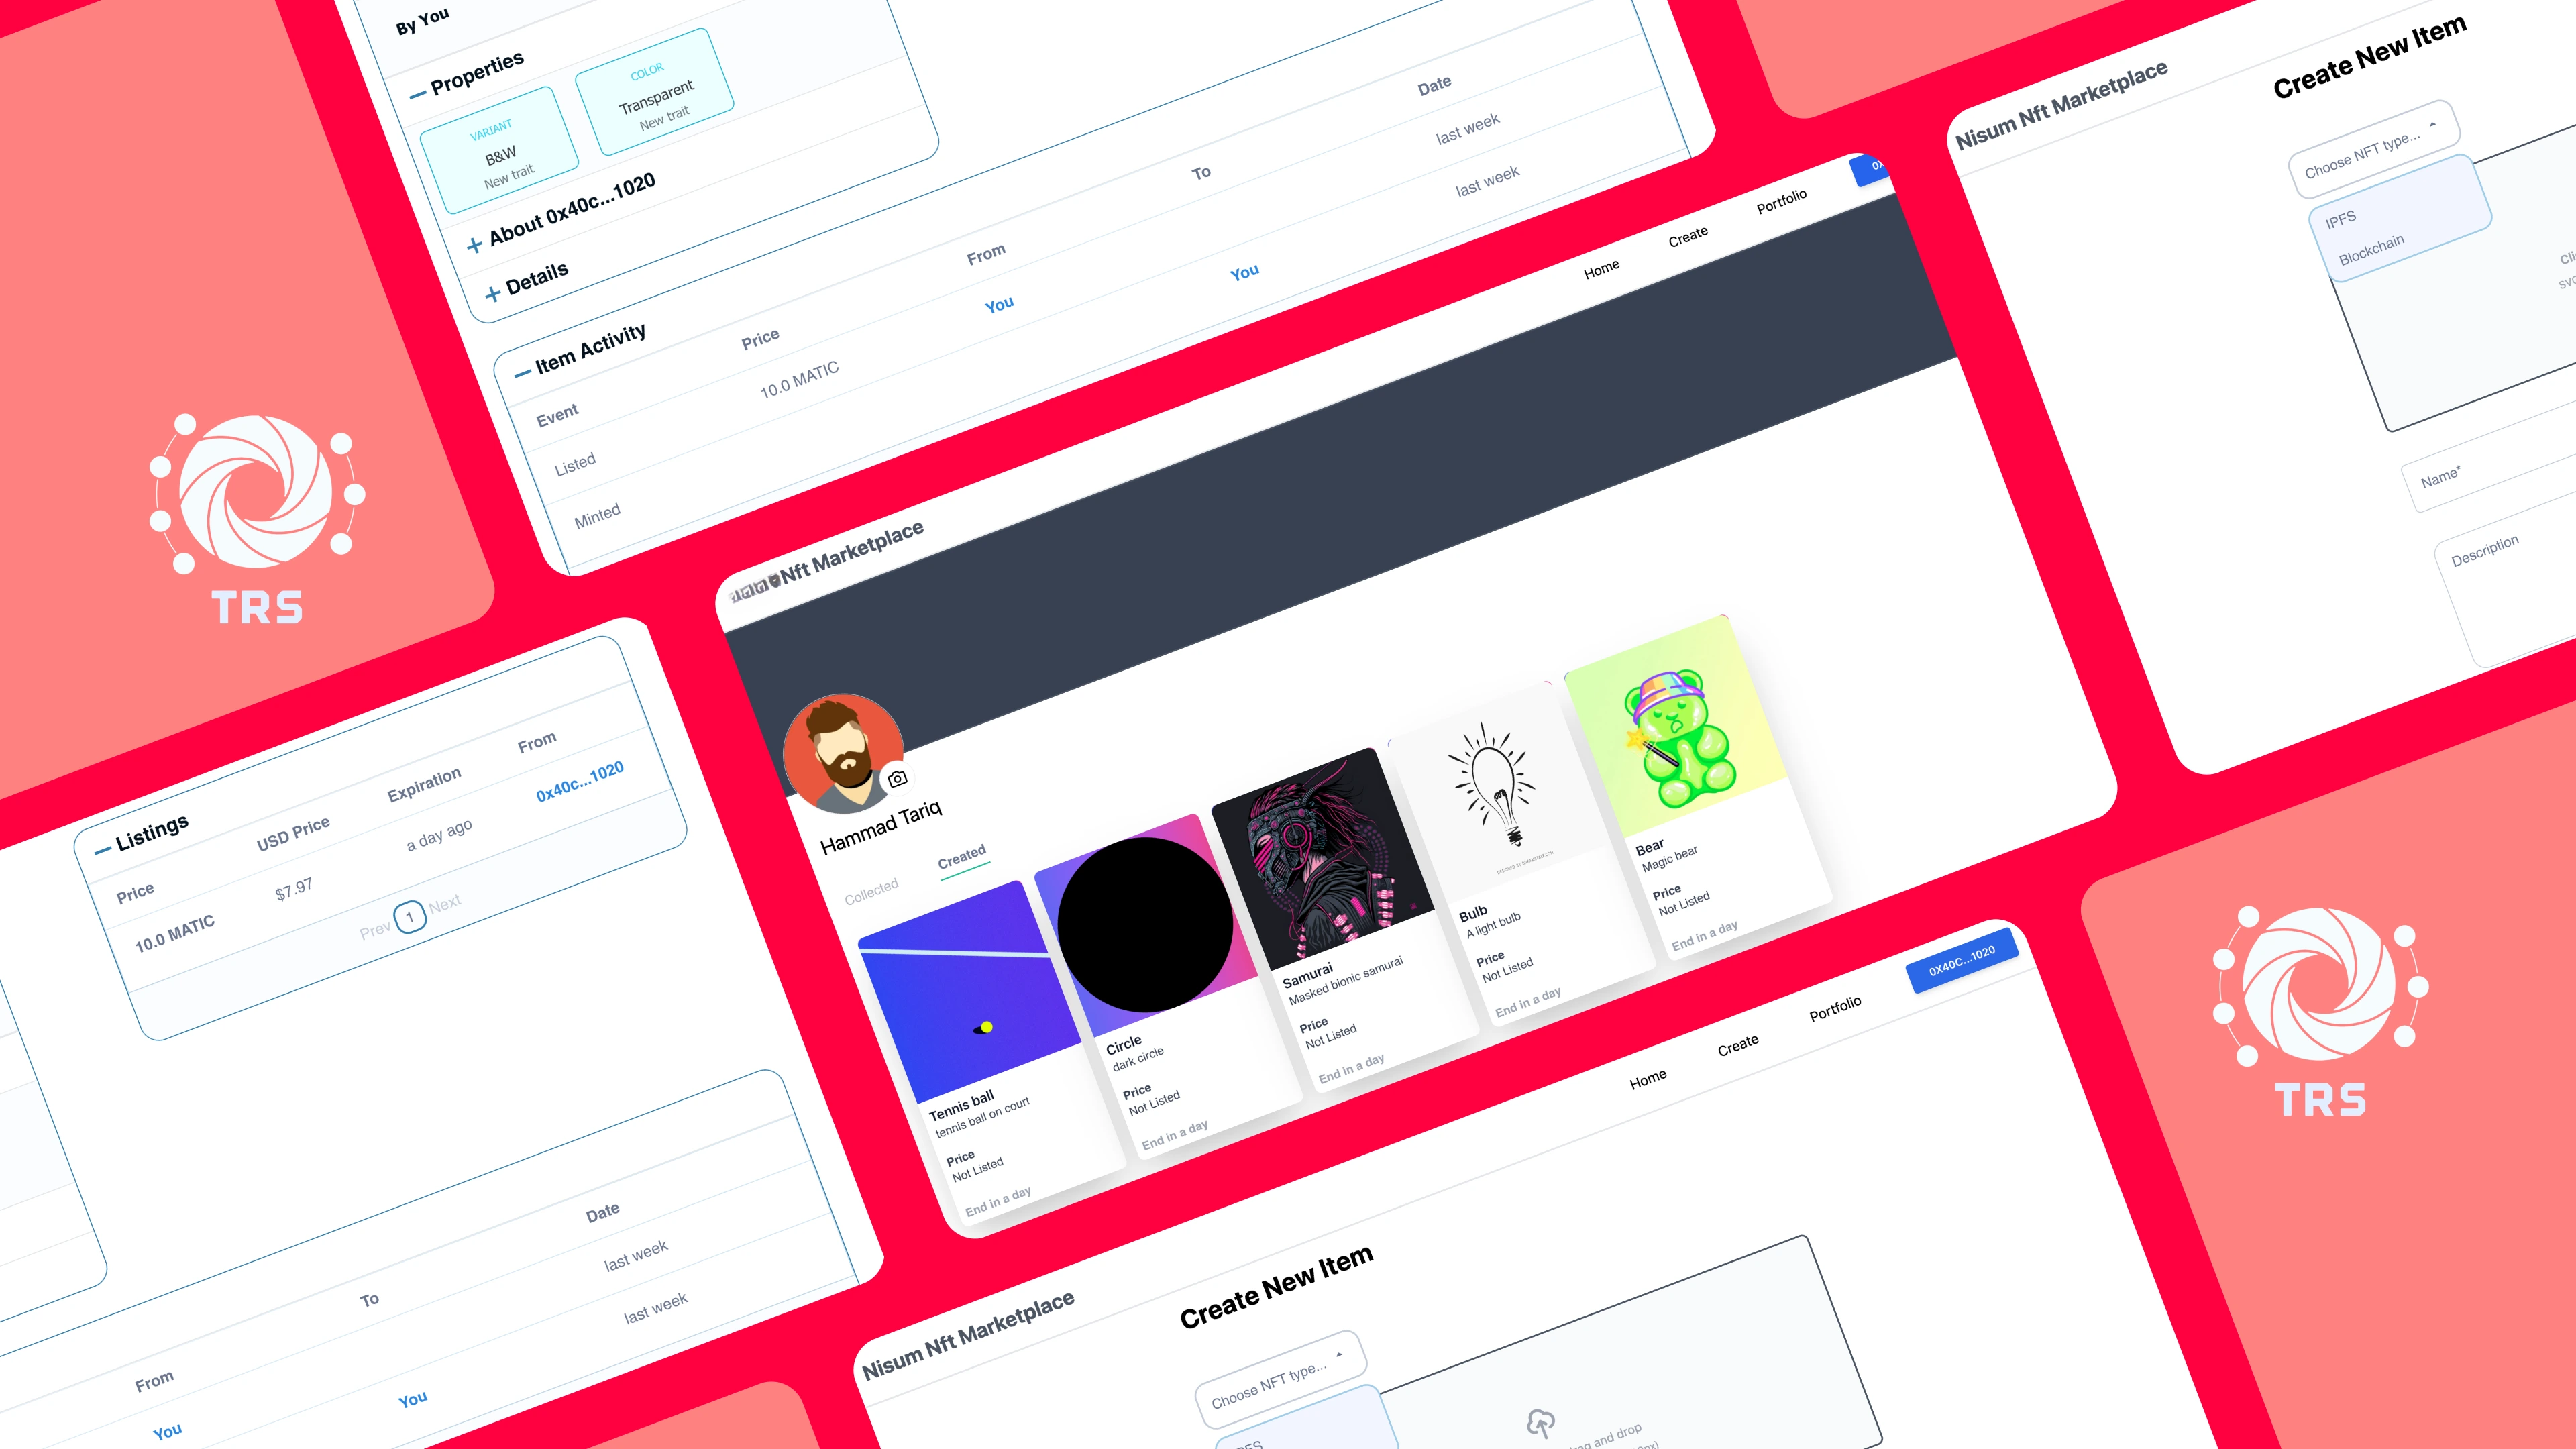 By You
Properties
VARIANT
B&W
New trait
COLOR
Transparent
New trait
About 0x40c...1020
Details
Item Activity
Event
Price
From
To
Date
Listed
10.0 MATIC
You
last week
Minted
You
last week
TRS
Nisum Nft Marketplace
Create New Item
Choose NFT type...
IPFS
Blockchain
Name*
Description
Nft Marketplace
Home
Create
Portfolio
Hammad Tariq
Collected
Created
Tennis ball
tennis ball on court
Price
Not Listed
End in a day
Circle
dark circle
Price
Not Listed
End in a day
Samurai
Masked bionic samurai
Price
Not Listed
End in a day
Bulb
A light bulb
Price
Not Listed
End in a day
Bear
Magic bear
Price
Not Listed
End in a day
Listings
Price
USD Price
Expiration
From
10.0 MATIC
$7.97
a day ago
0x40c...1020
Prev 1 Next
From
To
Date
You
last week
You
last week
Nisum Nft Marketplace
Home
Create
Portfolio
0X40C...1020
Create New Item
Choose NFT type...
and drop
TRS